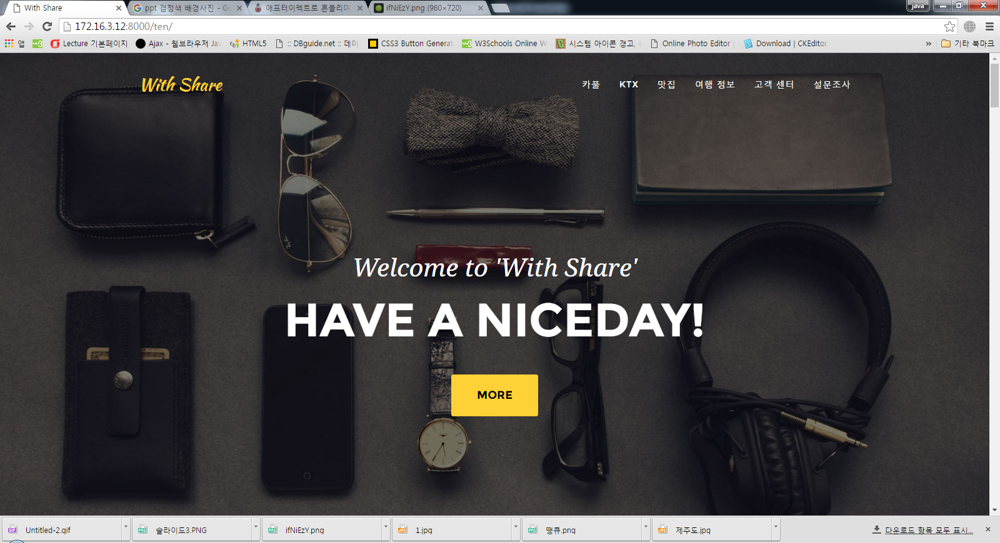 With Share
ppt 검정색 배경사진 - Go
애프터이펙트로 흔들리며
ifNiEzY.png (960×720)
java
172.16.3.12:8000/ten/
앱
Lecture 기본페이지
Ajax - 웹브라우저 Jav
HTML5
:: DBguide.net :: 데이
CSS3 Button Generat
W3Schools Online W
시스템 아이콘 경고,
Online Photo Editor
Download | CKEditor
»
기타 북마크
With Share
카풀
KTX
맛집
여행 정보
고객 센터
설문조사
Welcome to 'With Share'
HAVE A NICEDAY!
MORE
Untitled-2.gif
슬라이드3.PNG
ifNiEzY.png
1.jpg
땡큐.png
제주도.jpg
다운로드 항목 모두 표시...